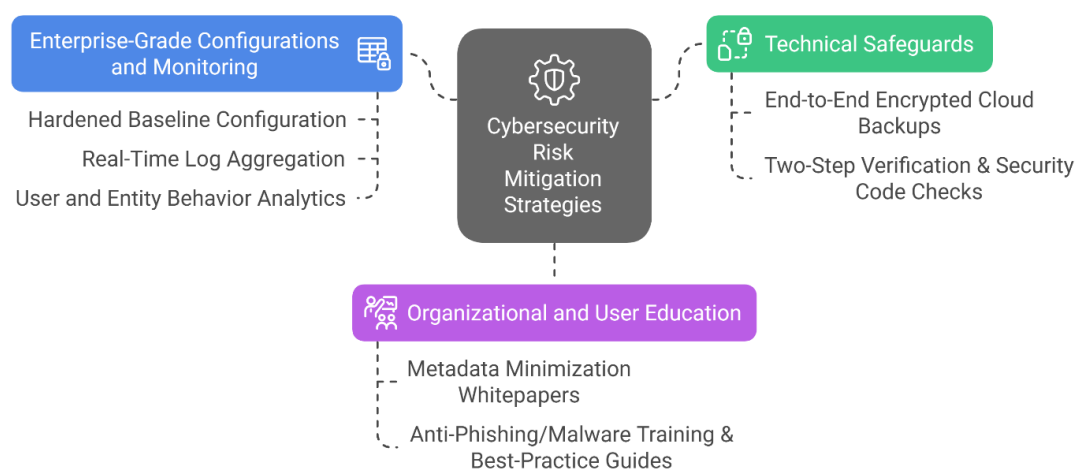 Enterprise-Grade Configurations
and Monitoring
Hardened Baseline Configuration
Real-Time Log Aggregation
User and Entity Behavior Analytics
Cybersecurity
Risk
Mitigation
Strategies
Technical Safeguards
End-to-End Encrypted Cloud
Backups
Two-Step Verification & Security
Code Checks
Organizational and User Education
Metadata Minimization
Whitepapers
Anti-Phishing/Malware Training &
Best-Practice Guides